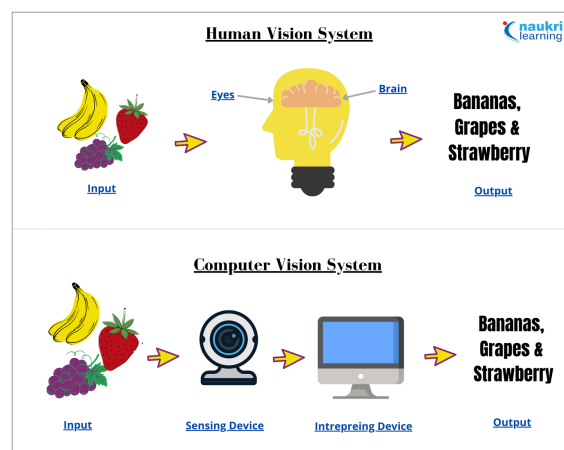 Human Vision System
naukri
learning
Eyes
Brain
Bananas,
Grapes &
Strawberry
Input
Output
Computer Vision System
Bananas,
Grapes &
Strawberry
Input
Sensing Device
Intrepreing Device
Output